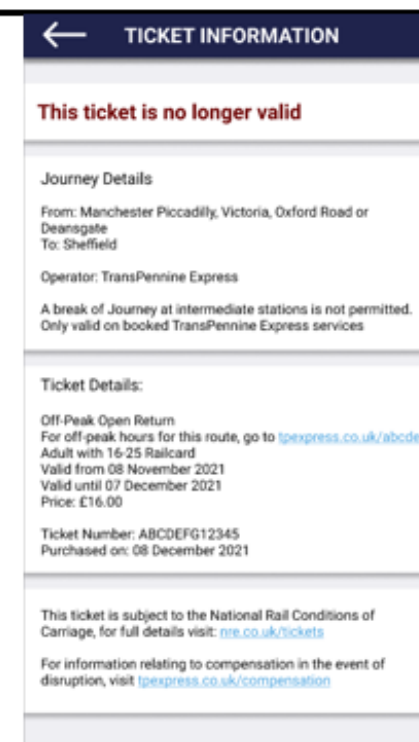 TICKET INFORMATION
This ticket is no longer valid
Journey Details
From: Manchester Piccadilly, Victoria, Oxford Road or
Deansgate
To: Sheffield
Operator: TransPennine Express
A break of Journey at intermediate stations is not permitted.
Only valid on booked TransPennine Express services
Ticket Details:
Off-Peak Open Return
For off-peak hours for this route, go to tpexpress.co.uk/abcde
Adult with 16-25 Railcard
Valid from 08 November 2021
Valid until 07 December 2021
Price: £16.00
Ticket Number: ABCDEFG12345
Purchased on: 08 December 2021
This ticket is subject to the National Rail Conditions of
Carriage, for full details visit: nre.co.uk/tickets
For information relating to compensation in the event of
disruption, visit tpexpress.co.uk/compensation